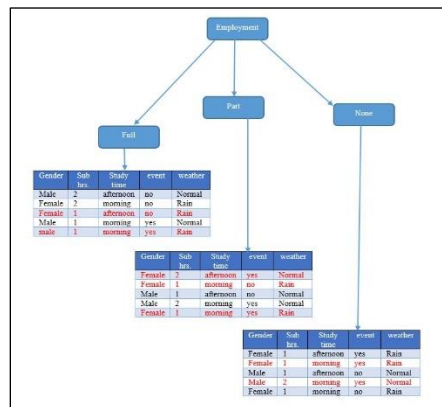 Employment
Part
None
Full
Gender Sub hrs. Study time event weather
Male 2 afternoon no Normal
Female 2 morning no Rain
Female 1 afternoon no Rain
Male 1 morning yes Normal
male 1 morning yes Rain
Gender Sub hrs. Study time event weather
Female 2 afternoon yes Normal
Female 1 morning no Rain
Male 1 afternoon no Normal
Male 2 morning no Normal
Female 1 morning yes Rain
Gender Sub hrs. Study time event weather
Female 1 afternoon yes Rain
Female 1 morning yes Rain
Male 1 afternoon no Normal
Male 2 morning yes Normal
Female 1 morning no Rain